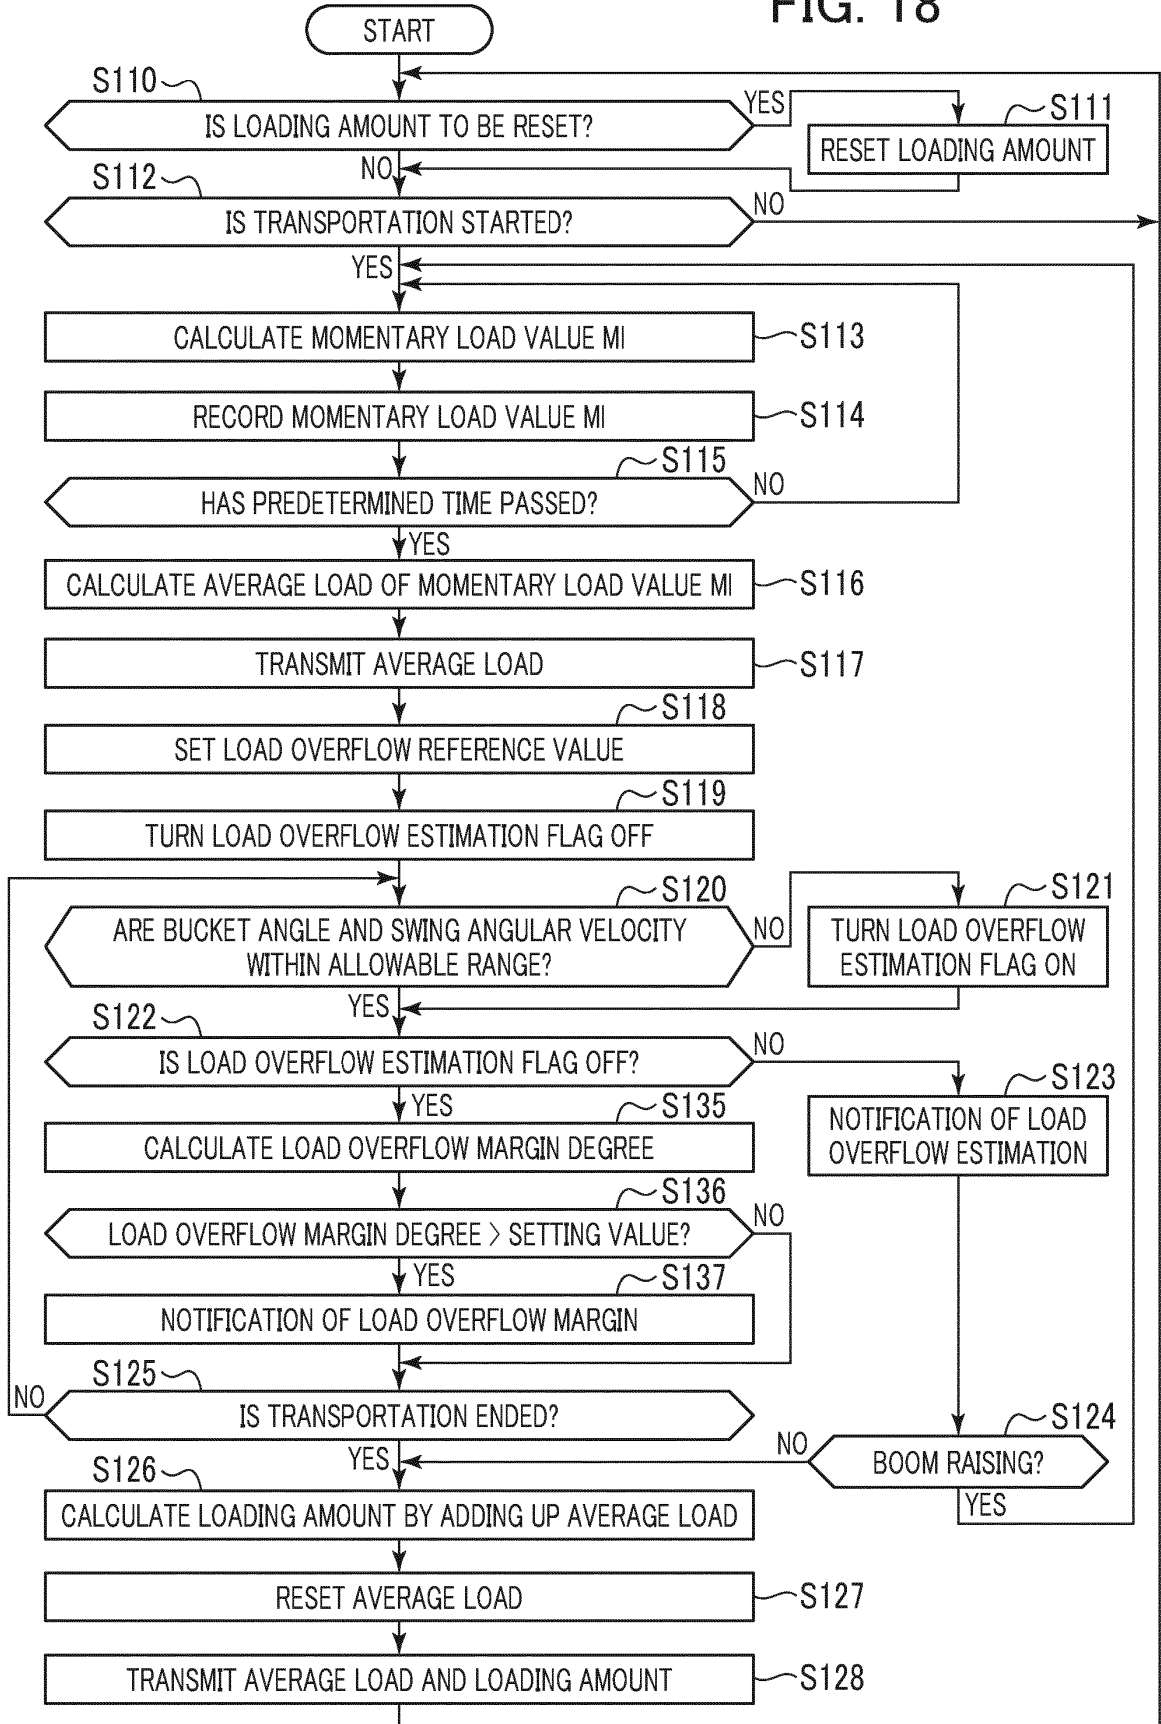 FIG. 18
START
S110
IS LOADING AMOUNT TO BE RESET?
YES
S111
RESET LOADING AMOUNT
NO
S112
IS TRANSPORTATION STARTED?
NO
YES
CALCULATE MOMENTARY LOAD VALUE MI
S113
RECORD MOMENTARY LOAD VALUE MI
S114
S115
HAS PREDETERMINED TIME PASSED?
NO
YES
CALCULATE AVERAGE LOAD OF MOMENTARY LOAD VALUE MI
S116
TRANSMIT AVERAGE LOAD
S117
S118
SET LOAD OVERFLOW REFERENCE VALUE
S119
TURN LOAD OVERFLOW ESTIMATION FLAG OFF
S120
ARE BUCKET ANGLE AND SWING ANGULAR VELOCITY
WITHIN ALLOWABLE RANGE?
NO
S121
TURN LOAD OVERFLOW
ESTIMATION FLAG ON
YES
S122
IS LOAD OVERFLOW ESTIMATION FLAG OFF?
NO
S123
NOTIFICATION OF LOAD
OVERFLOW ESTIMATION
YES
S135
CALCULATE LOAD OVERFLOW MARGIN DEGREE
S136
LOAD OVERFLOW MARGIN DEGREE > SETTING VALUE?
NO
YES
S137
NOTIFICATION OF LOAD OVERFLOW MARGIN
S125
NO
IS TRANSPORTATION ENDED?
S124
BOOM RAISING?
NO
YES
YES
S126
CALCULATE LOADING AMOUNT BY ADDING UP AVERAGE LOAD
RESET AVERAGE LOAD
S127
TRANSMIT AVERAGE LOAD AND LOADING AMOUNT
S128